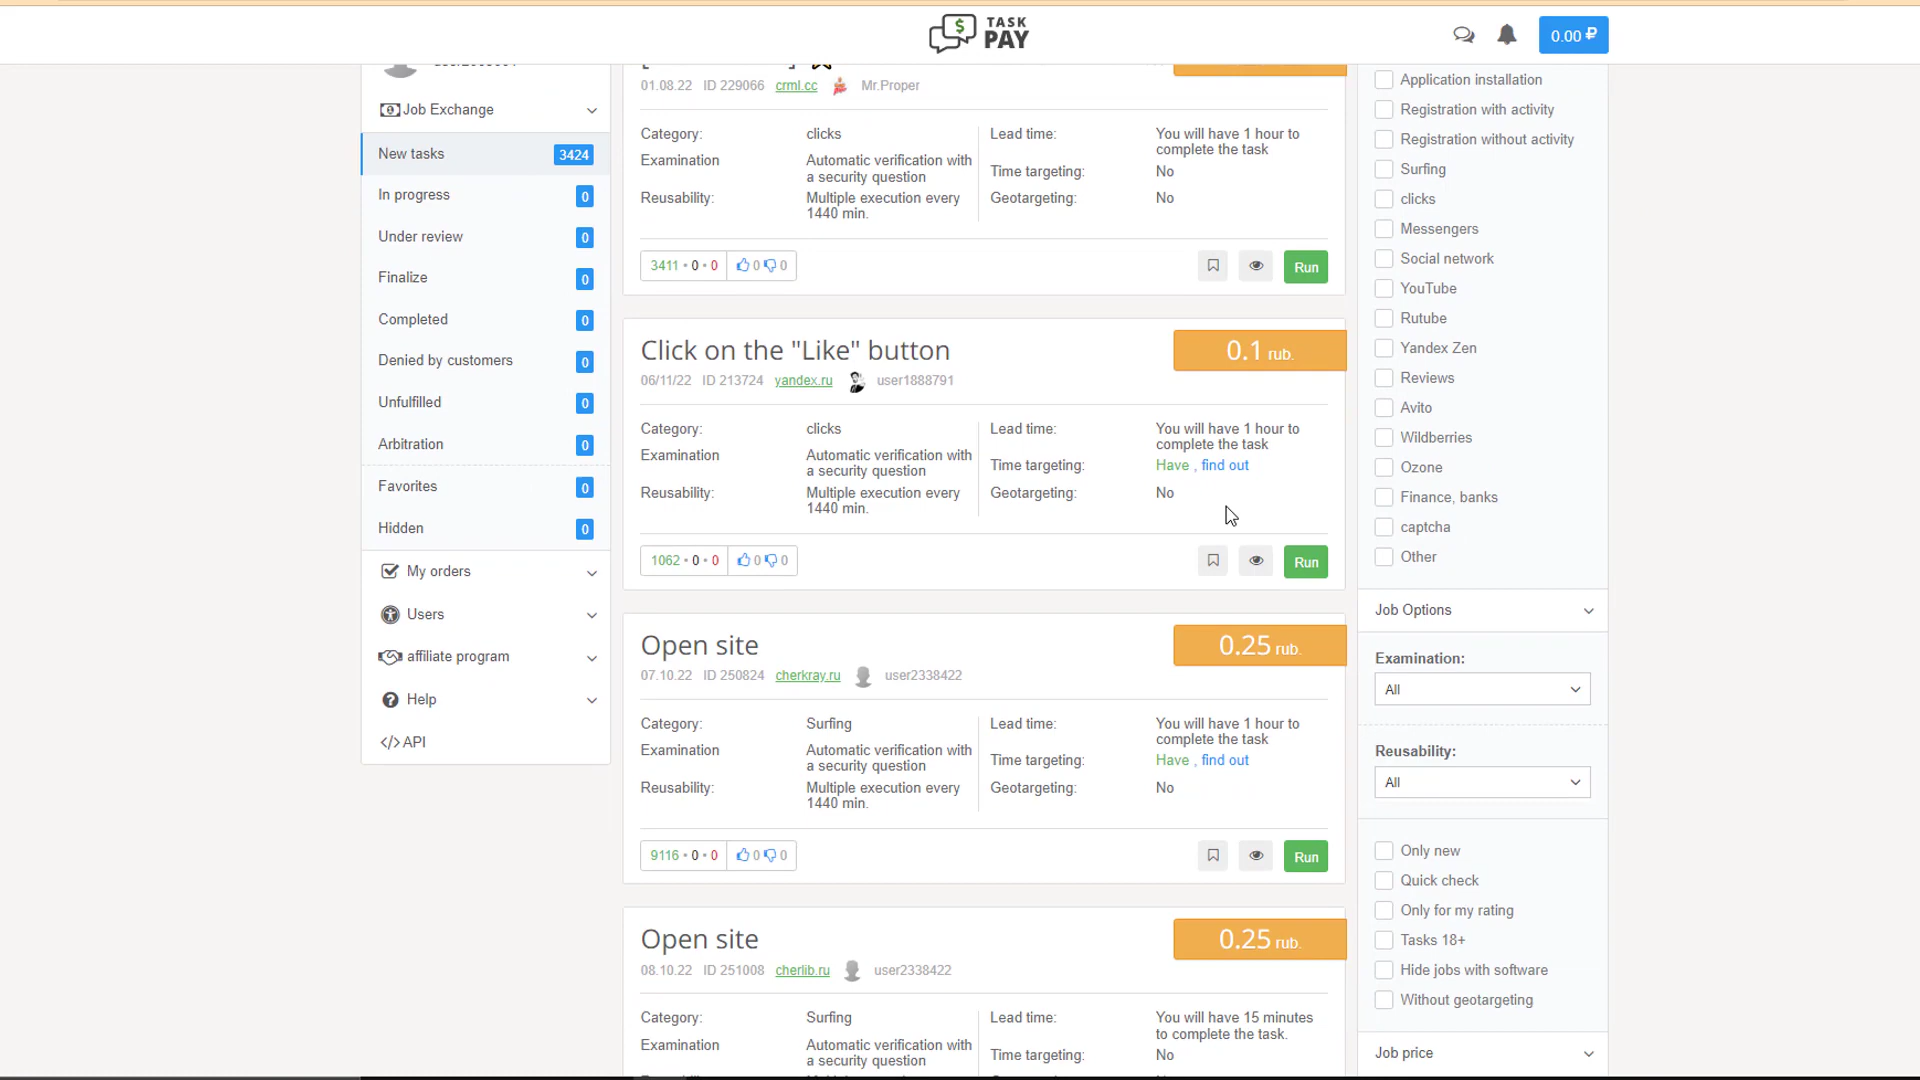 TASK
PAY
0.00 ₽
Job Exchange
New tasks 3424
In progress 0
Under review 0
Finalize 0
Completed 0
Denied by customers 0
Unfulfilled 0
Arbitration 0
Favorites 0
Hidden 0
My orders
Users
affiliate program
Help
</> API
01.08.22 ID 229066 crml.cc Mr.Proper
Category: clicks
Examination Automatic verification with
a security question
Reusability: Multiple execution every
1440 min.
Lead time: You will have 1 hour to
complete the task
Time targeting: No
Geotargeting: No
3411 • 0 • 0 0 0
Run
Click on the "Like" button
0.1 rub.
06/11/22 ID 213724 yandex.ru user1888791
Category: clicks
Examination Automatic verification with
a security question
Reusability: Multiple execution every
1440 min.
Lead time: You will have 1 hour to
complete the task
Time targeting: Have , find out
Geotargeting: No
1062 • 0 • 0 0 0
Run
Open site
0.25 rub.
07.10.22 ID 250824 cherkray.ru user2338422
Category: Surfing
Examination Automatic verification with
a security question
Reusability: Multiple execution every
1440 min.
Lead time: You will have 1 hour to
complete the task
Time targeting: Have , find out
Geotargeting: No
9116 • 0 • 0 0 0
Run
Open site
0.25 rub.
08.10.22 ID 251008 cherlib.ru user2338422
Category: Surfing
Examination Automatic verification with
a security question
Lead time: You will have 15 minutes
to complete the task.
Time targeting: No
Application installation
Registration with activity
Registration without activity
Surfing
clicks
Messengers
Social network
YouTube
Rutube
Yandex Zen
Reviews
Avito
Wildberries
Ozone
Finance, banks
captcha
Other
Job Options
Examination:
All
Reusability:
All
Only new
Quick check
Only for my rating
Tasks 18+
Hide jobs with software
Without geotargeting
Job price